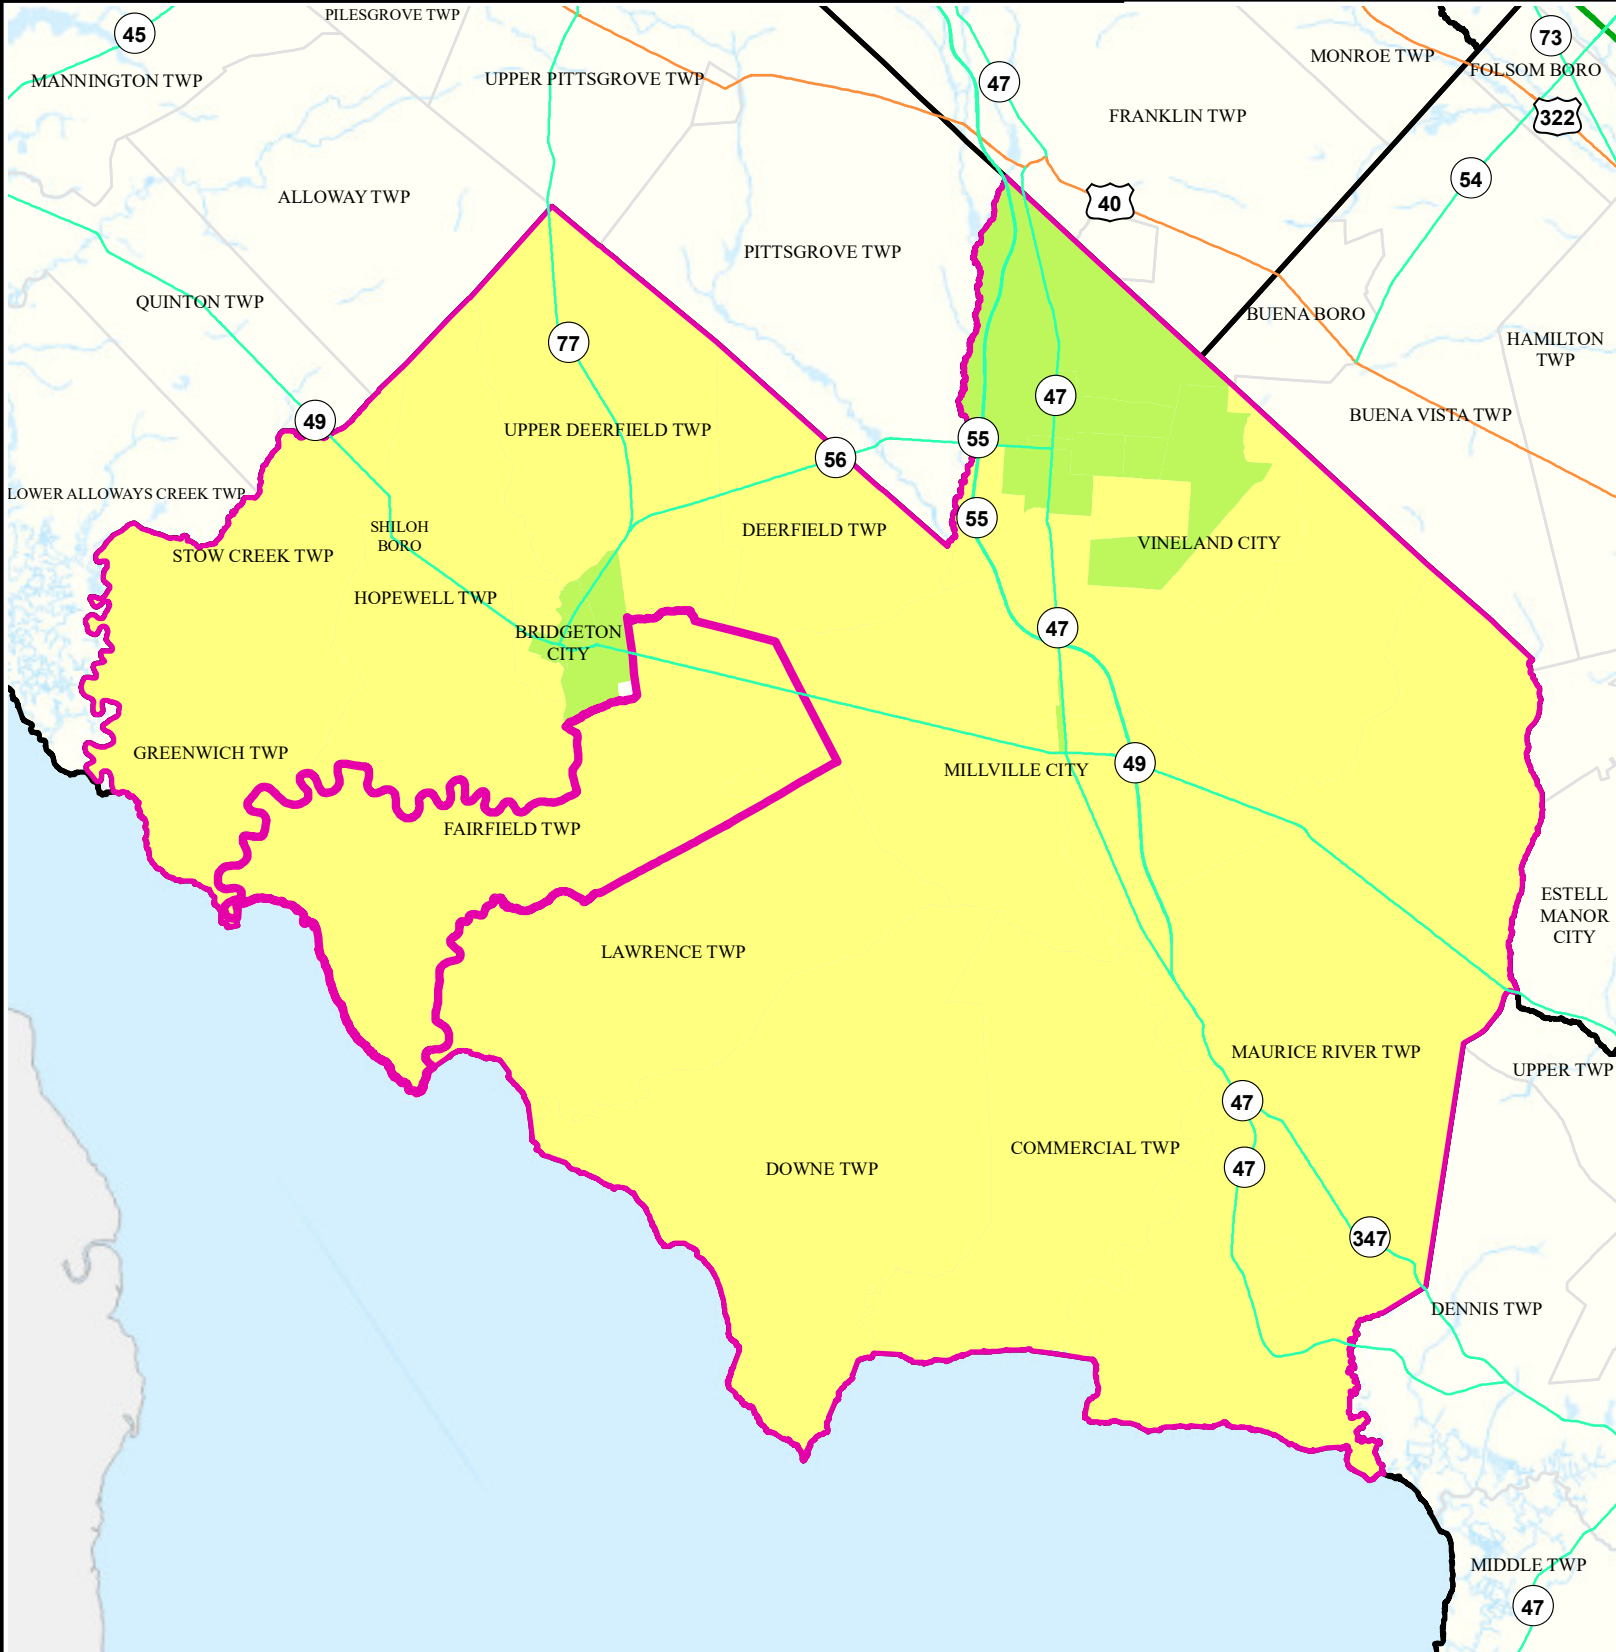 PILESGROVE TWP
45
MANNINGTON TWP
UPPER PITTSGROVE TWP
47
MONROE TWP
73
FOLSOM BORO
322
FRANKLIN TWP
54
ALLOWAY TWP
40
PITTSGROVE TWP
QUINTON TWP
BUENA BORO
HAMILTON
TWP
77
47
BUENA VISTA TWP
49
UPPER DEERFIELD TWP
55
56
LOWER ALLOWAYS CREEK TWP
55
SHILOH
BORO
DEERFIELD TWP
VINELAND CITY
STOW CREEK TWP
HOPEWELL TWP
BRIDGETON
CITY
47
GREENWICH TWP
MILLVILLE CITY
49
FAIRFIELD TWP
ESTELL
MANOR
CITY
LAWRENCE TWP
MAURICE RIVER TWP
UPPER TWP
47
COMMERCIAL TWP
DOWNE TWP
47
347
DENNIS TWP
MIDDLE TWP
47